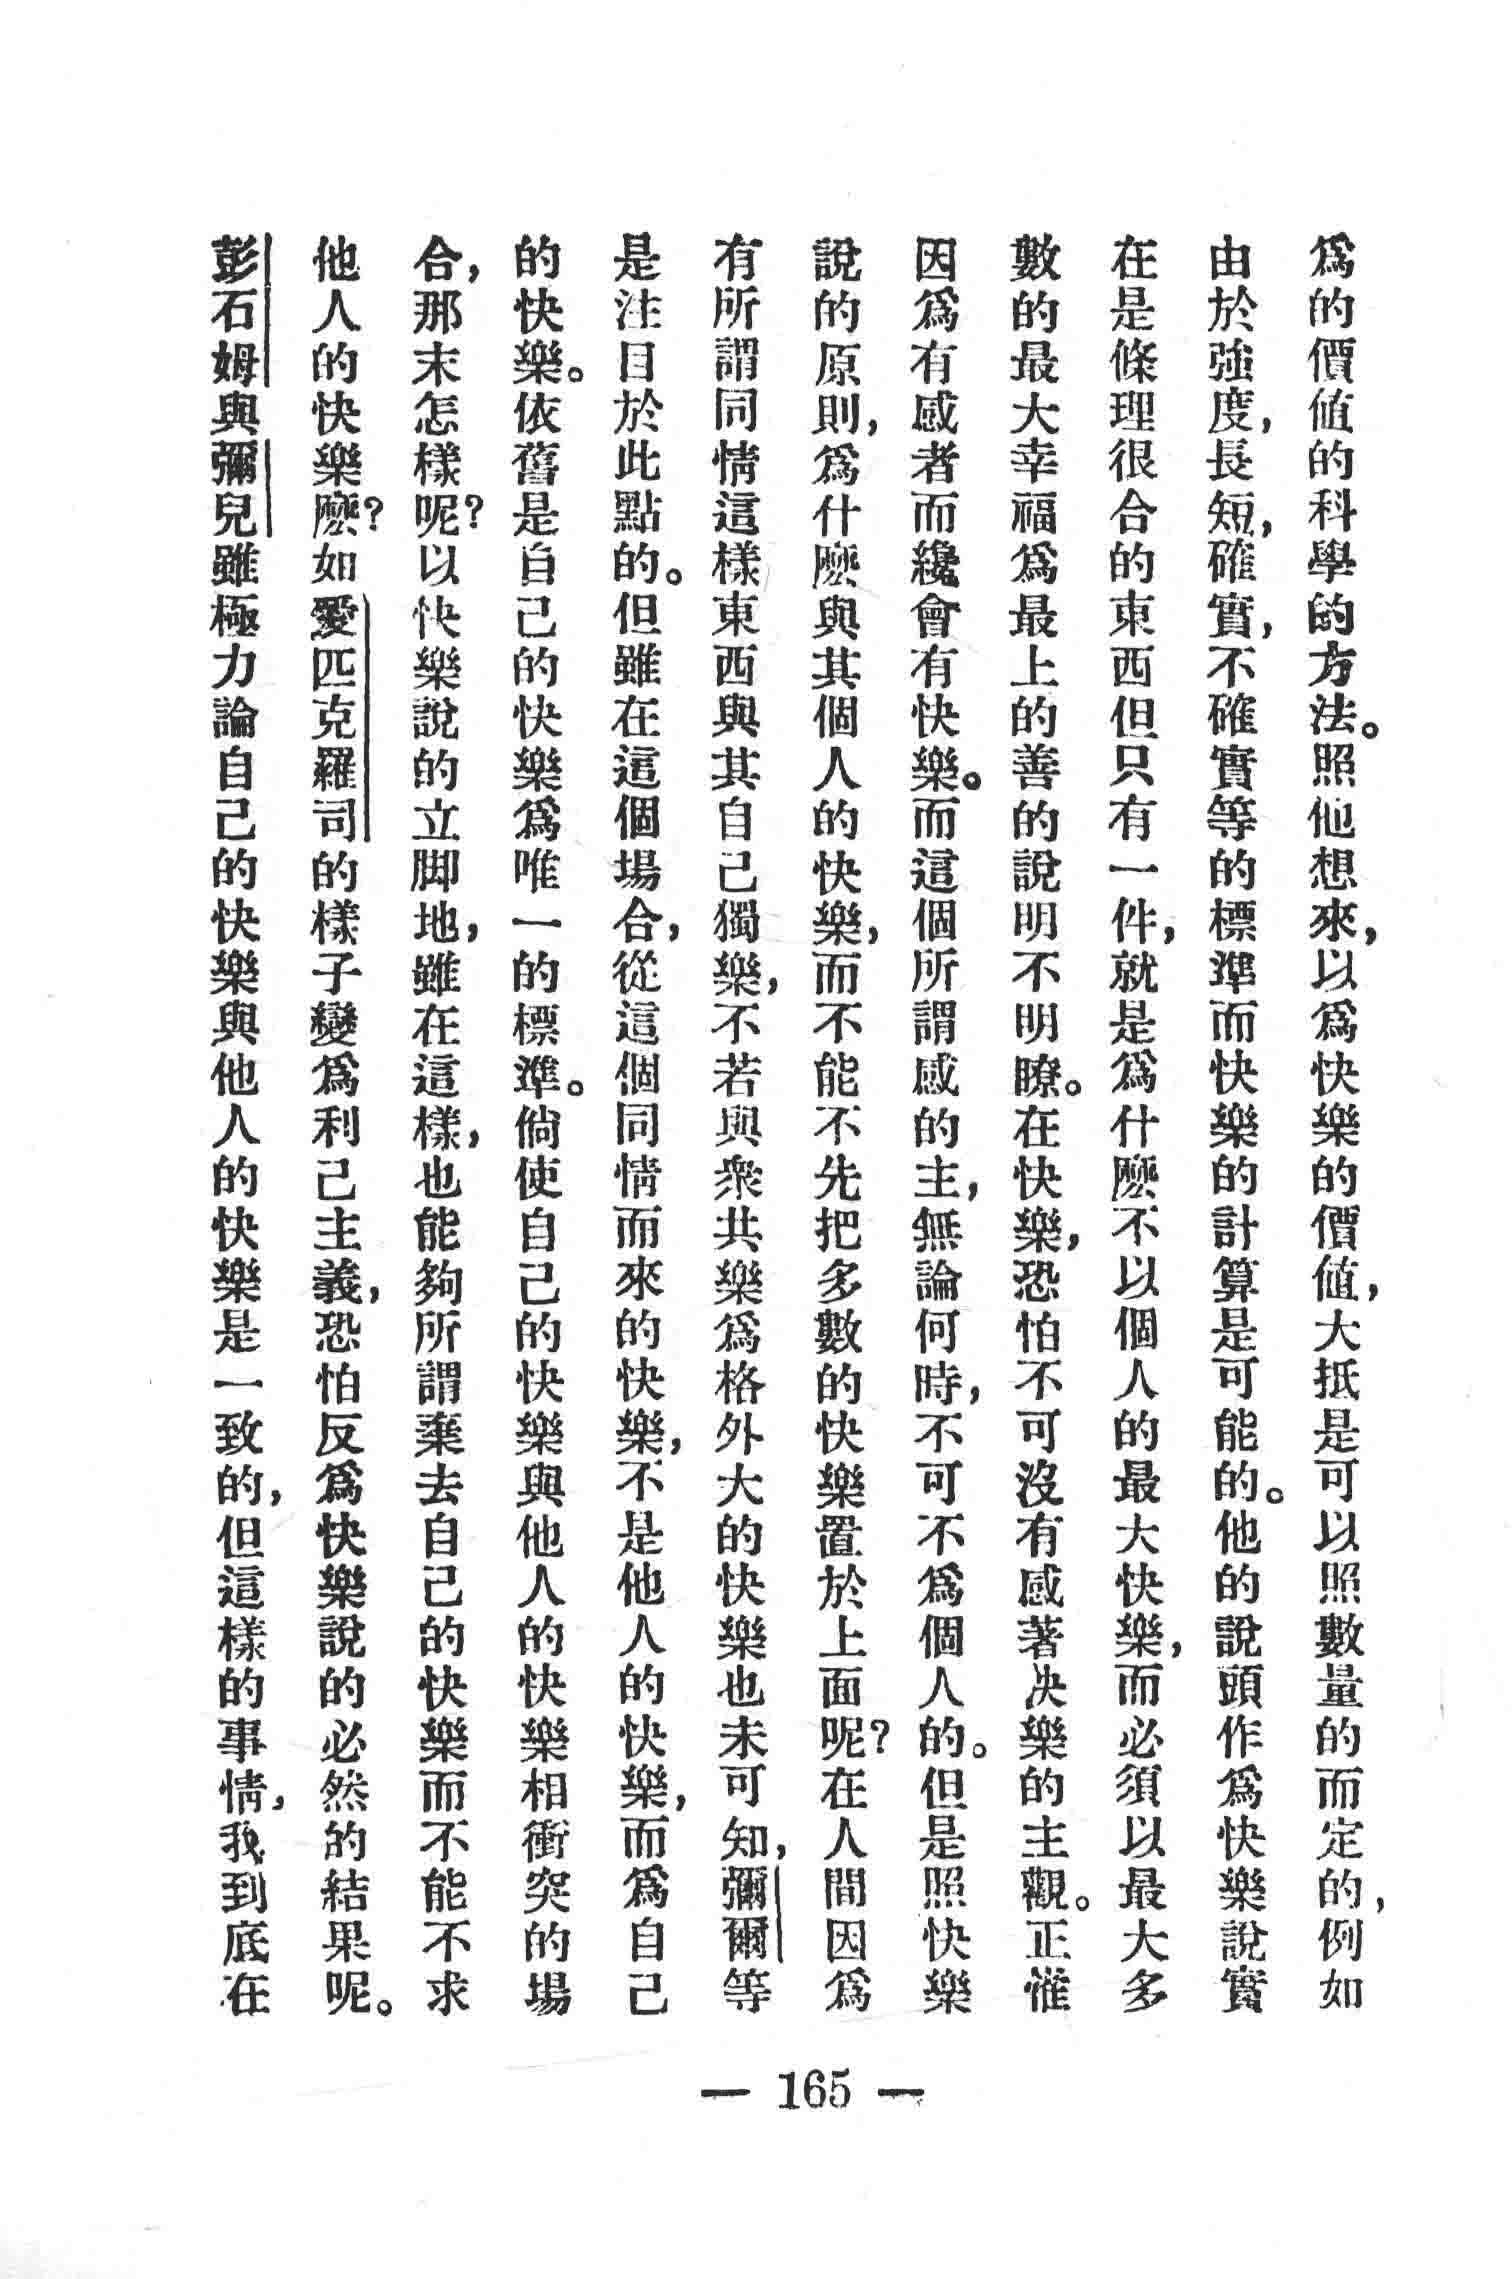 爲的價値的科學的方法。照他想來，以爲快樂的價値，大抵是可以照數量的而定的，例如
由於強度，長短，確實，不確實等的標準而快樂的計算是可能的。他的說頭作爲快樂說實
在是條理很合的東西但只有一件，就是爲什麽不以個人的最大快樂，而必須以最大多
數的最大幸福爲最上的善的說明不明瞭。在快樂，恐怕不可沒有感著決樂的主觀。正惟
因爲有感者而纔會有快樂。而這個所謂感的主，無論何時，不可不爲個人的。但是照快樂
說的原則，爲什麽與其個人的快樂，而不能不先把多數的快樂置於上面呢？在人間因爲
有所謂同情這樣東西與其自己獨樂，不若與衆共樂爲格外大的快樂也未可知，彌爾等
是注目於此點的。但雖在這個場合，從這個同情而來的快樂，不是他人的快樂，而爲自己
的快樂。依舊是自己的快樂爲唯一的標準。倘使自己的快樂與他人的快樂相衝突的場
合，那末怎樣呢？以快樂說的立脚地，雖在這樣，也能夠所謂棄去自己的快樂而不能不求
他人的快樂麽？如愛匹克羅司的樣子變爲利己主義，恐怕反爲快樂說的必然的結果呢。
彭石姆與彌兒雖極力論自己的快樂與他人的快樂是一致的，但這樣的事情，我到底在
— 165 —